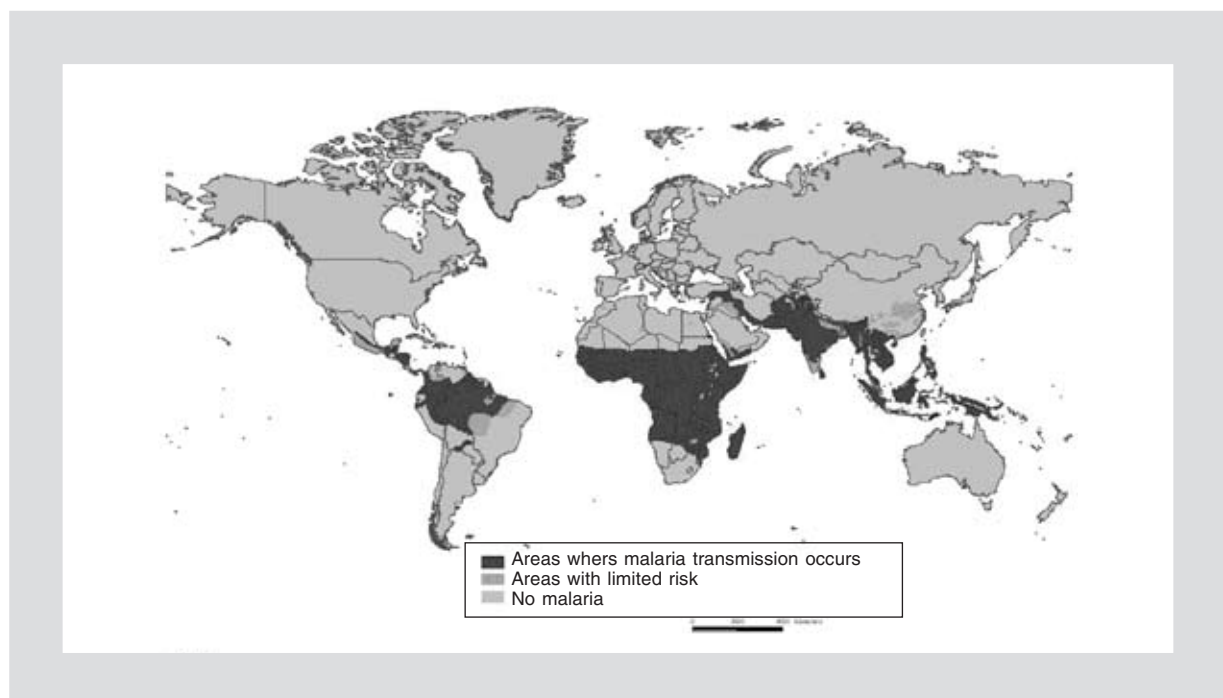 Areas whers malaria transmission occurs
Areas with limited risk
No malaria